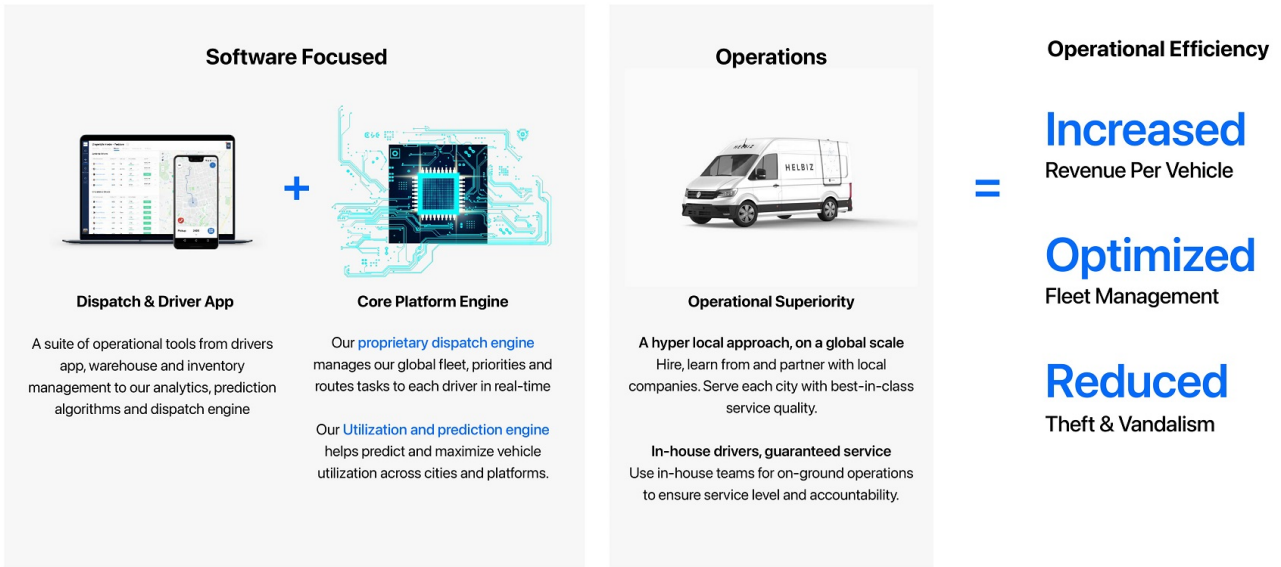 Software Focused
Dispatch & Driver App
A suite of operational tools from drivers
app, warehouse and inventory
management to our analytics, prediction
algorithms and dispatch engine
+
Core Platform Engine
Our proprietary dispatch engine
manages our global fleet, priorities and
routes tasks to each driver in real-time
Our Utilization and prediction engine
helps predict and maximize vehicle
utilization across cities and platforms.
Operations
HELBIZ
HELBIZ
Operational Superiority
A hyper local approach, on a global scale
Hire, learn from and partner with local
companies. Serve each city with best-in-class
service quality.
In-house drivers, guaranteed service
Use in-house teams for on-ground operations
to ensure service level and accountability.
=
Operational Efficiency
Increased
Revenue Per Vehicle
Optimized
Fleet Management
Reduced
Theft & Vandalism